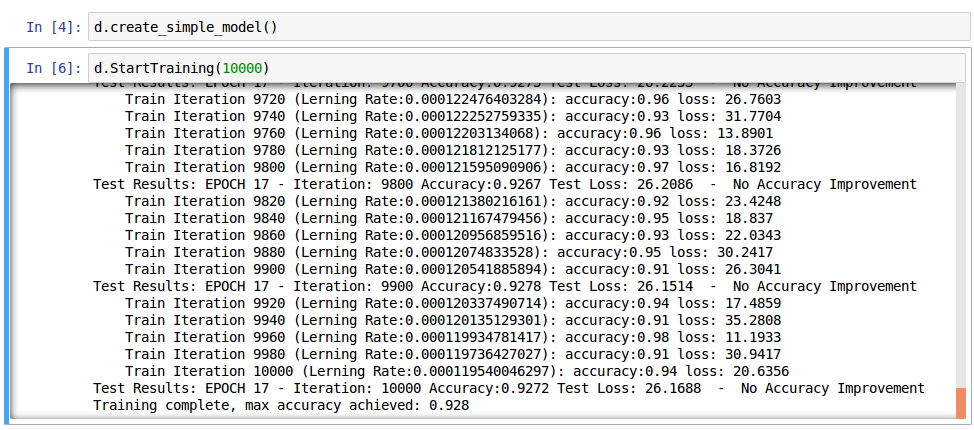 In [4]: d.create_simple_model()
In [6]: d.StartTraining(10000)
Test Results: EPOCH 17 - Iteration: 9700 Accuracy:0.9273 Test Loss: 26.2253 - No Accuracy Improvement
Train Iteration 9720 (Lerning Rate:0.000122476403284): accuracy:0.96 loss: 26.7603
Train Iteration 9740 (Lerning Rate:0.000122252759335): accuracy:0.93 loss: 31.7704
Train Iteration 9760 (Lerning Rate:0.00012203134068): accuracy:0.96 loss: 13.8901
Train Iteration 9780 (Lerning Rate:0.000121812125177): accuracy:0.93 loss: 18.3726
Train Iteration 9800 (Lerning Rate:0.000121595090906): accuracy:0.97 loss: 16.8192
Test Results: EPOCH 17 - Iteration: 9800 Accuracy:0.9267 Test Loss: 26.2086 - No Accuracy Improvement
Train Iteration 9820 (Lerning Rate:0.000121380216161): accuracy:0.92 loss: 23.4248
Train Iteration 9840 (Lerning Rate:0.000121167479456): accuracy:0.95 loss: 18.837
Train Iteration 9860 (Lerning Rate:0.000120956859516): accuracy:0.93 loss: 22.0343
Train Iteration 9880 (Lerning Rate:0.00012074833528): accuracy:0.95 loss: 30.2417
Train Iteration 9900 (Lerning Rate:0.000120541885894): accuracy:0.91 loss: 26.3041
Test Results: EPOCH 17 - Iteration: 9900 Accuracy:0.9278 Test Loss: 26.1514 - No Accuracy Improvement
Train Iteration 9920 (Lerning Rate:0.000120337490714): accuracy:0.94 loss: 17.4859
Train Iteration 9940 (Lerning Rate:0.000120135129301): accuracy:0.91 loss: 35.2808
Train Iteration 9960 (Lerning Rate:0.000119934781417): accuracy:0.98 loss: 11.1933
Train Iteration 9980 (Lerning Rate:0.000119736427027): accuracy:0.91 loss: 30.9417
Train Iteration 10000 (Lerning Rate:0.000119540046297): accuracy:0.94 loss: 20.6356
Test Results: EPOCH 17 - Iteration: 10000 Accuracy:0.9272 Test Loss: 26.1688 - No Accuracy Improvement
Training complete, max accuracy achieved: 0.928